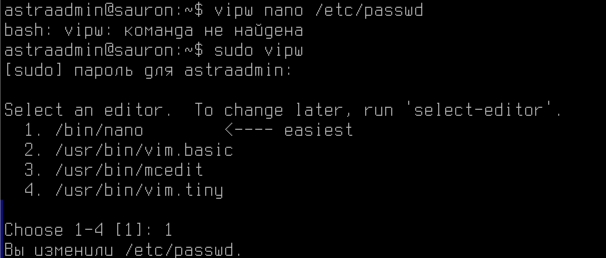 astraadmin@sauron:~$ vipw nano /etc/passwd
bash: vipw: команда не найдена
astraadmin@sauron:~$ sudo vipw
[sudo] пароль для astraadmin:
Select an editor.  To change later, run 'select-editor'.
  1. /bin/nano        <---- easiest
  2. /usr/bin/vim.basic
  3. /usr/bin/mcedit
  4. /usr/bin/vim.tiny
Choose 1-4 [1]: 1
Вы изменили /etc/passwd.